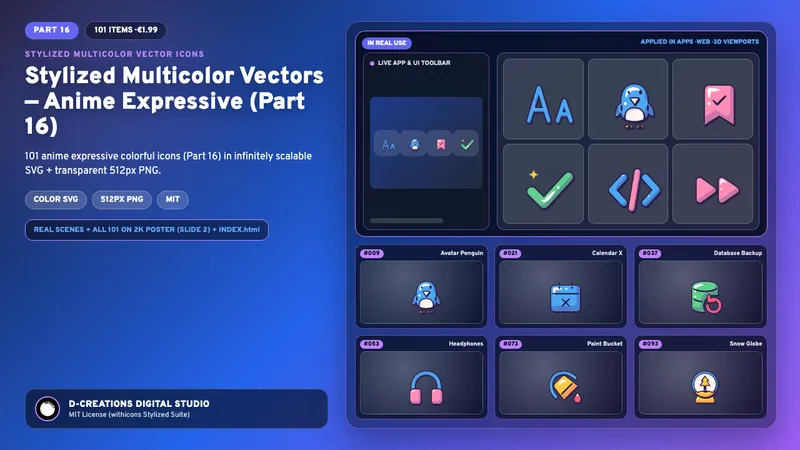 PART 16
101 ITEMS ·€1.99
STYLIZED MULTICOLOR VECTOR ICONS
Stylized Multicolor Vectors
— Anime Expressive (Part
16)
101 anime expressive colorful icons (Part 16) in infinitely scalable
SVG + transparent 512px PNG.
COLOR SVG
512PX PNG
MIT
REAL SCENES + ALL 101 ON 2K POSTER (SLIDE 2) + INDEX.html
D-CREATIONS DIGITAL STUDIO
MIT License (withicons Stylized Suite)
IN REAL USE
APPLIED IN APPS ·WEB ·3D VIEWPORTS
LIVE APP & UI TOOLBAR
#009
Avatar Penguin
#021
Calendar X
#037
Database Backup
#053
Headphones
#073
Paint Bucket
#093
Snow Globe